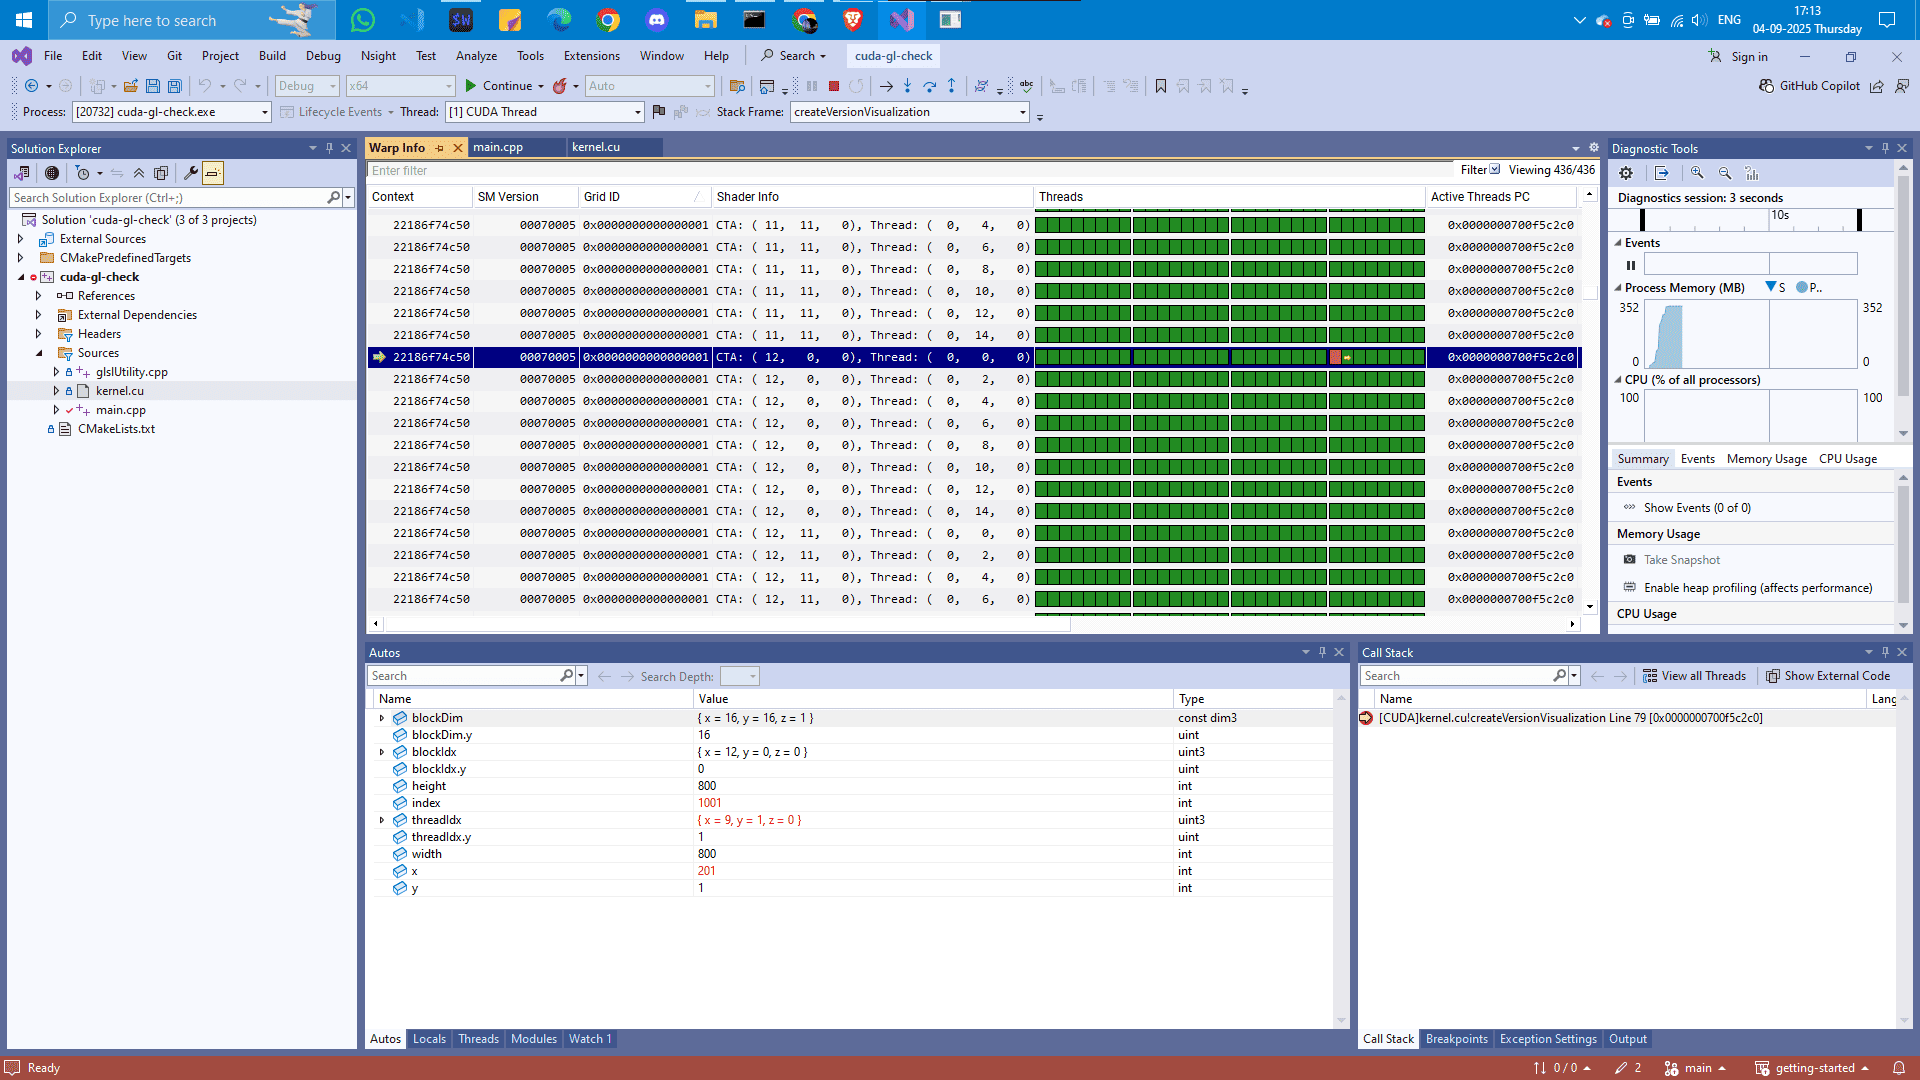 Type here to search
SW
ENG
17:13
04-09-2025 Thursday
File Edit View Git Project Build Debug Nsight Test Analyze Tools Extensions Window Help Search cuda-gl-check Sign in
Debug x64 Continue Auto GitHub Copilot
Process: [20732] cuda-gl-check.exe Lifecycle Events Thread: [1] CUDA Thread Stack Frame: createVersionVisualization
Solution Explorer
Search Solution Explorer (Ctrl+;)
Solution 'cuda-gl-check' (3 of 3 projects)
External Sources
CMakePredefinedTargets
cuda-gl-check
References
External Dependencies
Headers
Sources
glslUtility.cpp
kernel.cu
main.cpp
CMakeLists.txt
Warp Info main.cpp kernel.cu
Enter filter Filter Viewing 436/436
Context SM Version Grid ID Shader Info Threads Active Threads PC
22186f74c50 00070005 0x0000000000000001 CTA: ( 11, 11, 0), Thread: ( 0, 4, 0) 0x0000000700f5c2c0
22186f74c50 00070005 0x0000000000000001 CTA: ( 11, 11, 0), Thread: ( 0, 6, 0) 0x0000000700f5c2c0
22186f74c50 00070005 0x0000000000000001 CTA: ( 11, 11, 0), Thread: ( 0, 8, 0) 0x0000000700f5c2c0
22186f74c50 00070005 0x0000000000000001 CTA: ( 11, 11, 0), Thread: ( 0, 10, 0) 0x0000000700f5c2c0
22186f74c50 00070005 0x0000000000000001 CTA: ( 11, 11, 0), Thread: ( 0, 12, 0) 0x0000000700f5c2c0
22186f74c50 00070005 0x0000000000000001 CTA: ( 11, 11, 0), Thread: ( 0, 14, 0) 0x0000000700f5c2c0
22186f74c50 00070005 0x0000000000000001 CTA: ( 12, 0, 0), Thread: ( 0, 0, 0) 0x0000000700f5c2c0
22186f74c50 00070005 0x0000000000000001 CTA: ( 12, 0, 0), Thread: ( 0, 2, 0) 0x0000000700f5c2c0
22186f74c50 00070005 0x0000000000000001 CTA: ( 12, 0, 0), Thread: ( 0, 4, 0) 0x0000000700f5c2c0
22186f74c50 00070005 0x0000000000000001 CTA: ( 12, 0, 0), Thread: ( 0, 6, 0) 0x0000000700f5c2c0
22186f74c50 00070005 0x0000000000000001 CTA: ( 12, 0, 0), Thread: ( 0, 8, 0) 0x0000000700f5c2c0
22186f74c50 00070005 0x0000000000000001 CTA: ( 12, 0, 0), Thread: ( 0, 10, 0) 0x0000000700f5c2c0
22186f74c50 00070005 0x0000000000000001 CTA: ( 12, 0, 0), Thread: ( 0, 12, 0) 0x0000000700f5c2c0
22186f74c50 00070005 0x0000000000000001 CTA: ( 12, 0, 0), Thread: ( 0, 14, 0) 0x0000000700f5c2c0
22186f74c50 00070005 0x0000000000000001 CTA: ( 12, 11, 0), Thread: ( 0, 0, 0) 0x0000000700f5c2c0
22186f74c50 00070005 0x0000000000000001 CTA: ( 12, 11, 0), Thread: ( 0, 2, 0) 0x0000000700f5c2c0
22186f74c50 00070005 0x0000000000000001 CTA: ( 12, 11, 0), Thread: ( 0, 4, 0) 0x0000000700f5c2c0
22186f74c50 00070005 0x0000000000000001 CTA: ( 12, 11, 0), Thread: ( 0, 6, 0) 0x0000000700f5c2c0
Diagnostic Tools
Diagnostics session: 3 seconds
10s
Events
Process Memory (MB) S P..
352 352
0 0
CPU (% of all processors)
100 100
Summary Events Memory Usage CPU Usage
Events
Show Events (0 of 0)
Memory Usage
Take Snapshot
Enable heap profiling (affects performance)
CPU Usage
Autos
Search Search Depth:
Name Value Type
blockDim { x = 16, y = 16, z = 1 } const dim3
blockDim.y 16 uint
blockIdx { x = 12, y = 0, z = 0 } uint3
blockIdx.y 0 uint
height 800 int
index 1001 int
threadIdx { x = 9, y = 1, z = 0 } uint3
threadIdx.y 1 uint
width 800 int
x 201 int
y 1 int
Autos Locals Threads Modules Watch 1
Call Stack
Search View all Threads Show External Code
Name Lang
[CUDA]kernel.cu!createVersionVisualization Line 79 [0x0000000700f5c2c0]
Call Stack Breakpoints Exception Settings Output
Ready 0 / 0 2 main getting-started